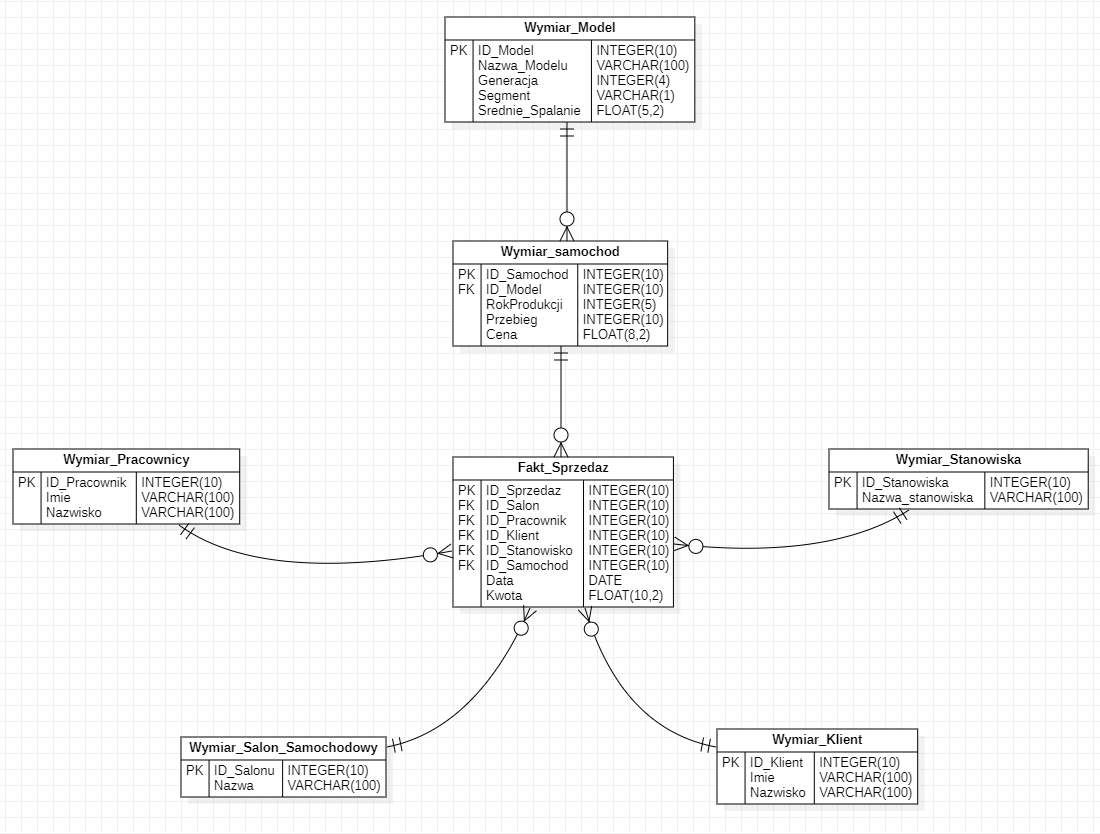 Wymiar_Model
PK ID_Model INTEGER(10)
Nazwa_Modelu VARCHAR(100)
Generacja INTEGER(4)
Segment VARCHAR(1)
Srednie_Spalanie FLOAT(5,2)
Wymiar_samochod
PK ID_Samochod INTEGER(10)
FK ID_Model INTEGER(10)
RokProdukcji INTEGER(5)
Przebieg INTEGER(10)
Cena FLOAT(8,2)
Wymiar_Pracownicy
PK ID_Pracownik INTEGER(10)
Imie VARCHAR(100)
Nazwisko VARCHAR(100)
Fakt_Sprzedaz
PK ID_Sprzedaz INTEGER(10)
FK ID_Salon INTEGER(10)
FK ID_Pracownik INTEGER(10)
FK ID_Klient INTEGER(10)
FK ID_Stanowisko INTEGER(10)
FK ID_Samochod INTEGER(10)
Data DATE
Kwota FLOAT(10,2)
Wymiar_Stanowiska
PK ID_Stanowiska INTEGER(10)
Nazwa_stanowiska VARCHAR(100)
Wymiar_Salon_Samochodowy
PK ID_Salonu INTEGER(10)
Nazwa VARCHAR(100)
Wymiar_Klient
PK ID_Klient INTEGER(10)
Imie VARCHAR(100)
Nazwisko VARCHAR(100)